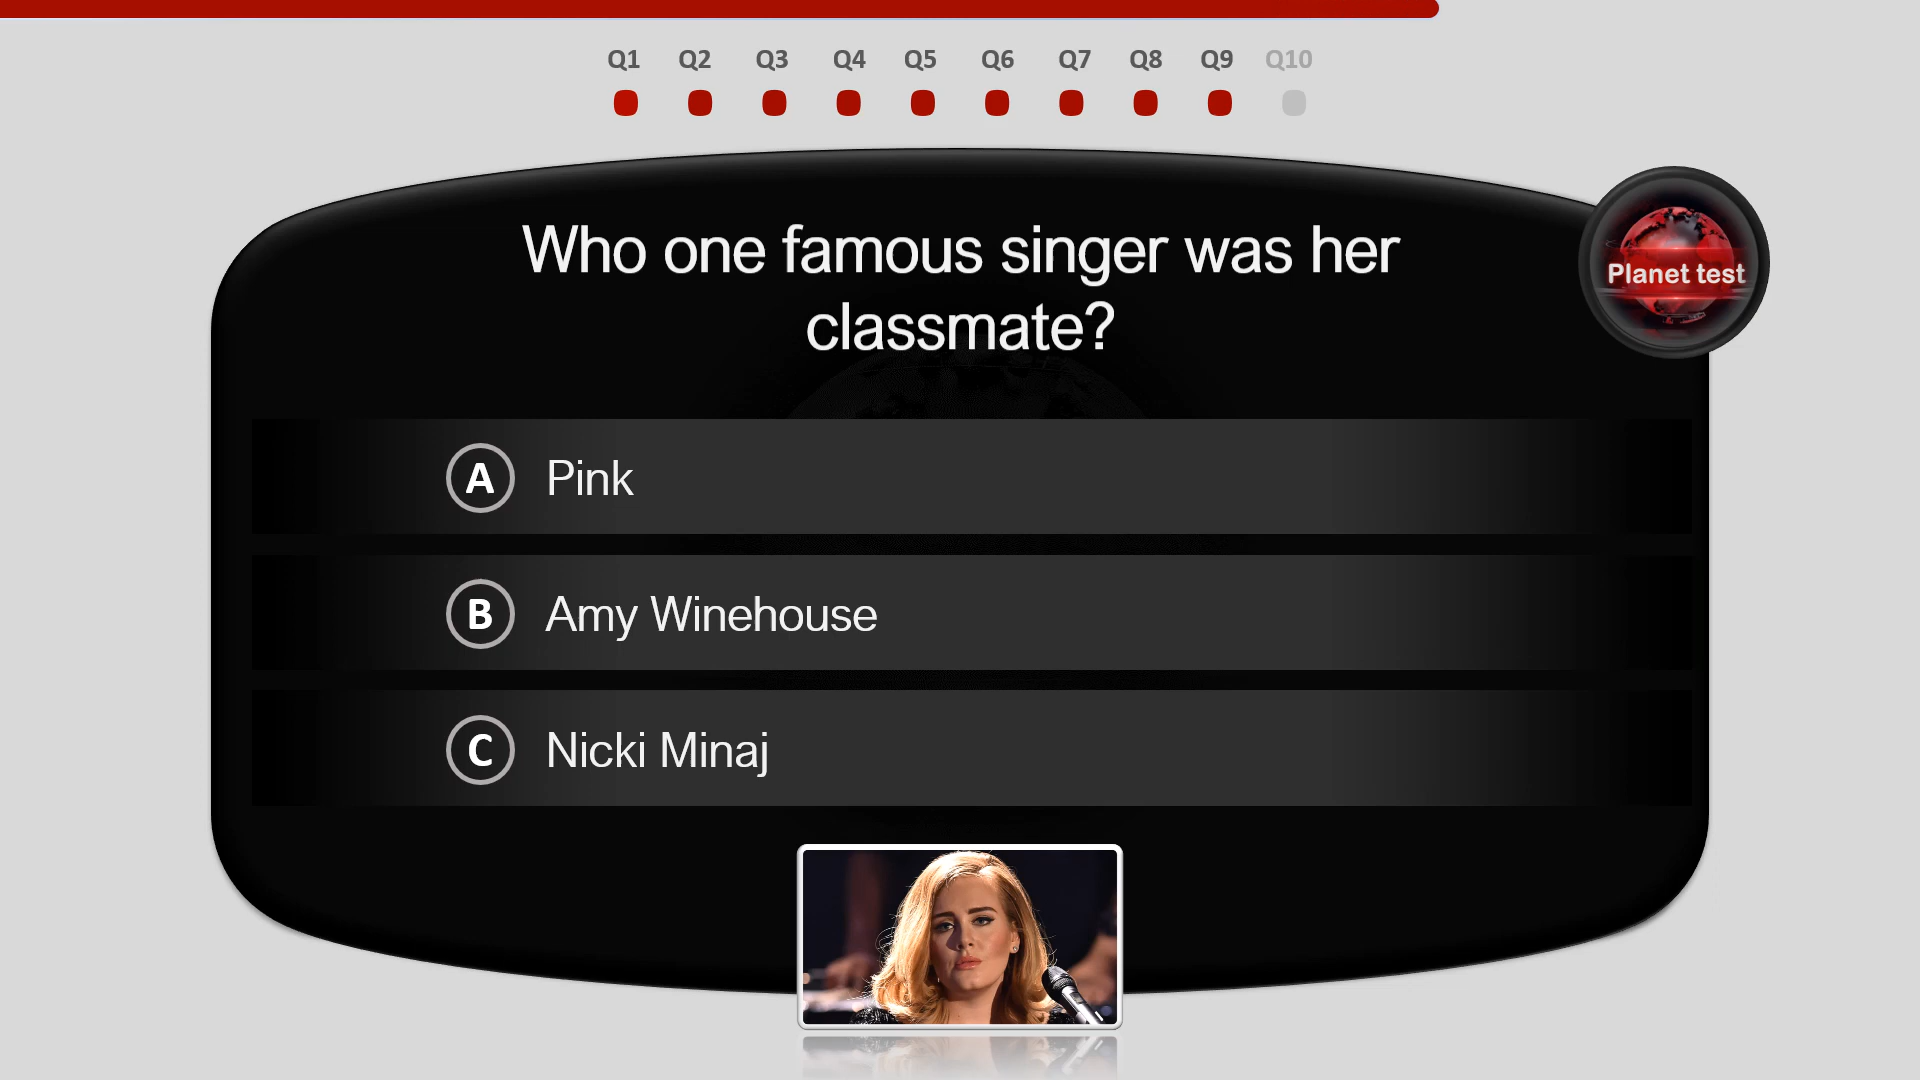 Q1 Q2 Q3 Q4 Q5 Q6 Q7 Q8 Q9 Q10
Who one famous singer was her
classmate?
Planet test
A Pink
B Amy Winehouse
C Nicki Minaj